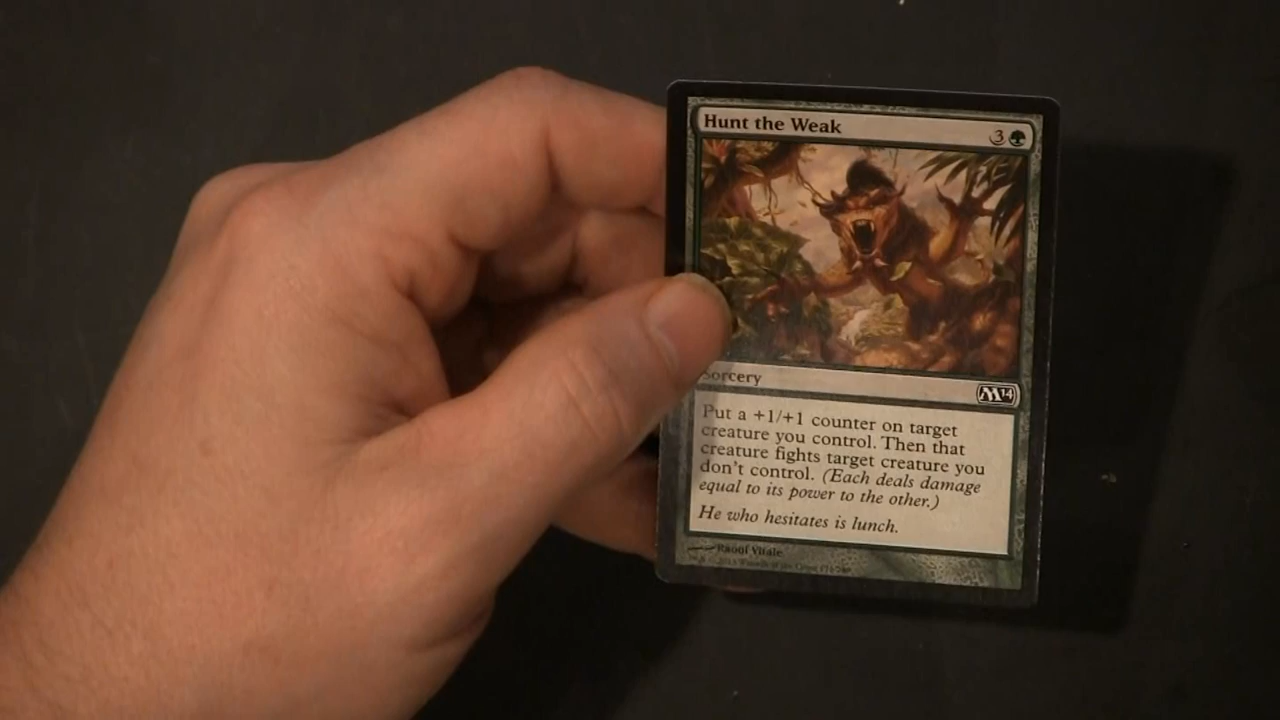 Hunt the Weak 3
Sorcery
M14
Put a +1/+1 counter on target
creature you control. Then that
creature fights target creature you
don't control. (Each deals damage
equal to its power to the other.)
He who hesitates is lunch.
Raoul Vitale